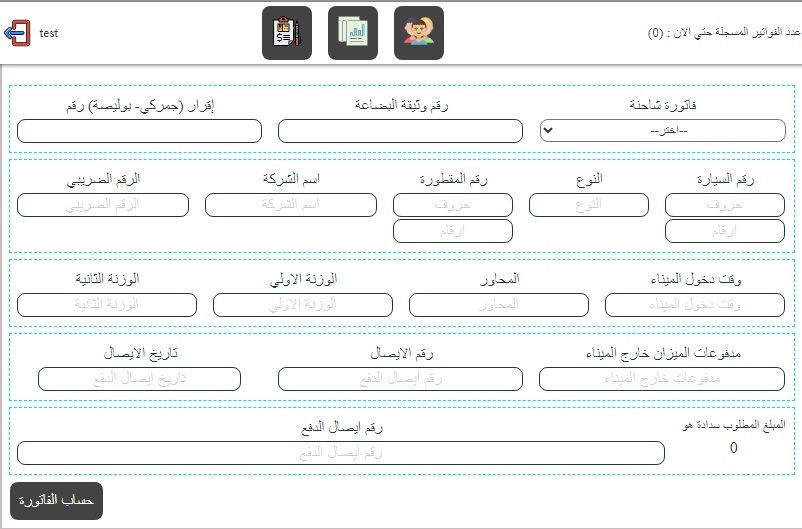 عدد الفواتير المسجلة حتي الان : (0)
test
فاتورة شاحنة
رقم وثيقة البضاعة
إقرار (جمركي- بوليصة) رقم
--اختر--
رقم السيارة
النوع
رقم المقطورة
اسم الشركة
الرقم الضريبي
حروف
النوع
حروف
اسم الشركة
الرقم الضريبي
ارقام
ارقام
وقت دخول الميناء
المحاور
الوزنة الاولي
الوزنة الثانية
وقت دخول الميناء
المحاور
الوزنة الاولي
الوزنة الثانية
مدفوعات الميزان خارج الميناء
رقم الايصال
تاريخ الايصال
مدفوعات خارج الميناء
رقم ايصال الدفع
تاريخ ايصال الدفع
المبلغ المطلوب سدادة هو
رقم ايصال الدفع
0
رقم ايصال الدفع
حساب الفاتورة